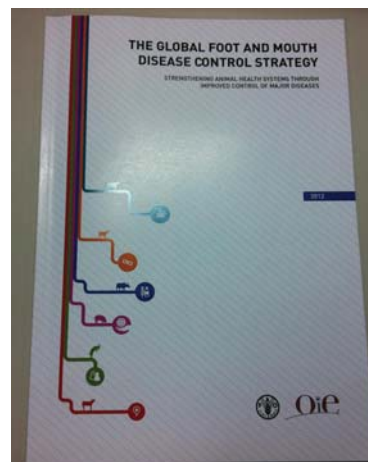 THE GLOBAL FOOT AND MOUTH
DISEASE CONTROL STRATEGY
STRENGTHENING ANIMAL HEALTH SYSTEMS THROUGH
IMPROVED CONTROL OF MAJOR DISEASES
2012
OiE